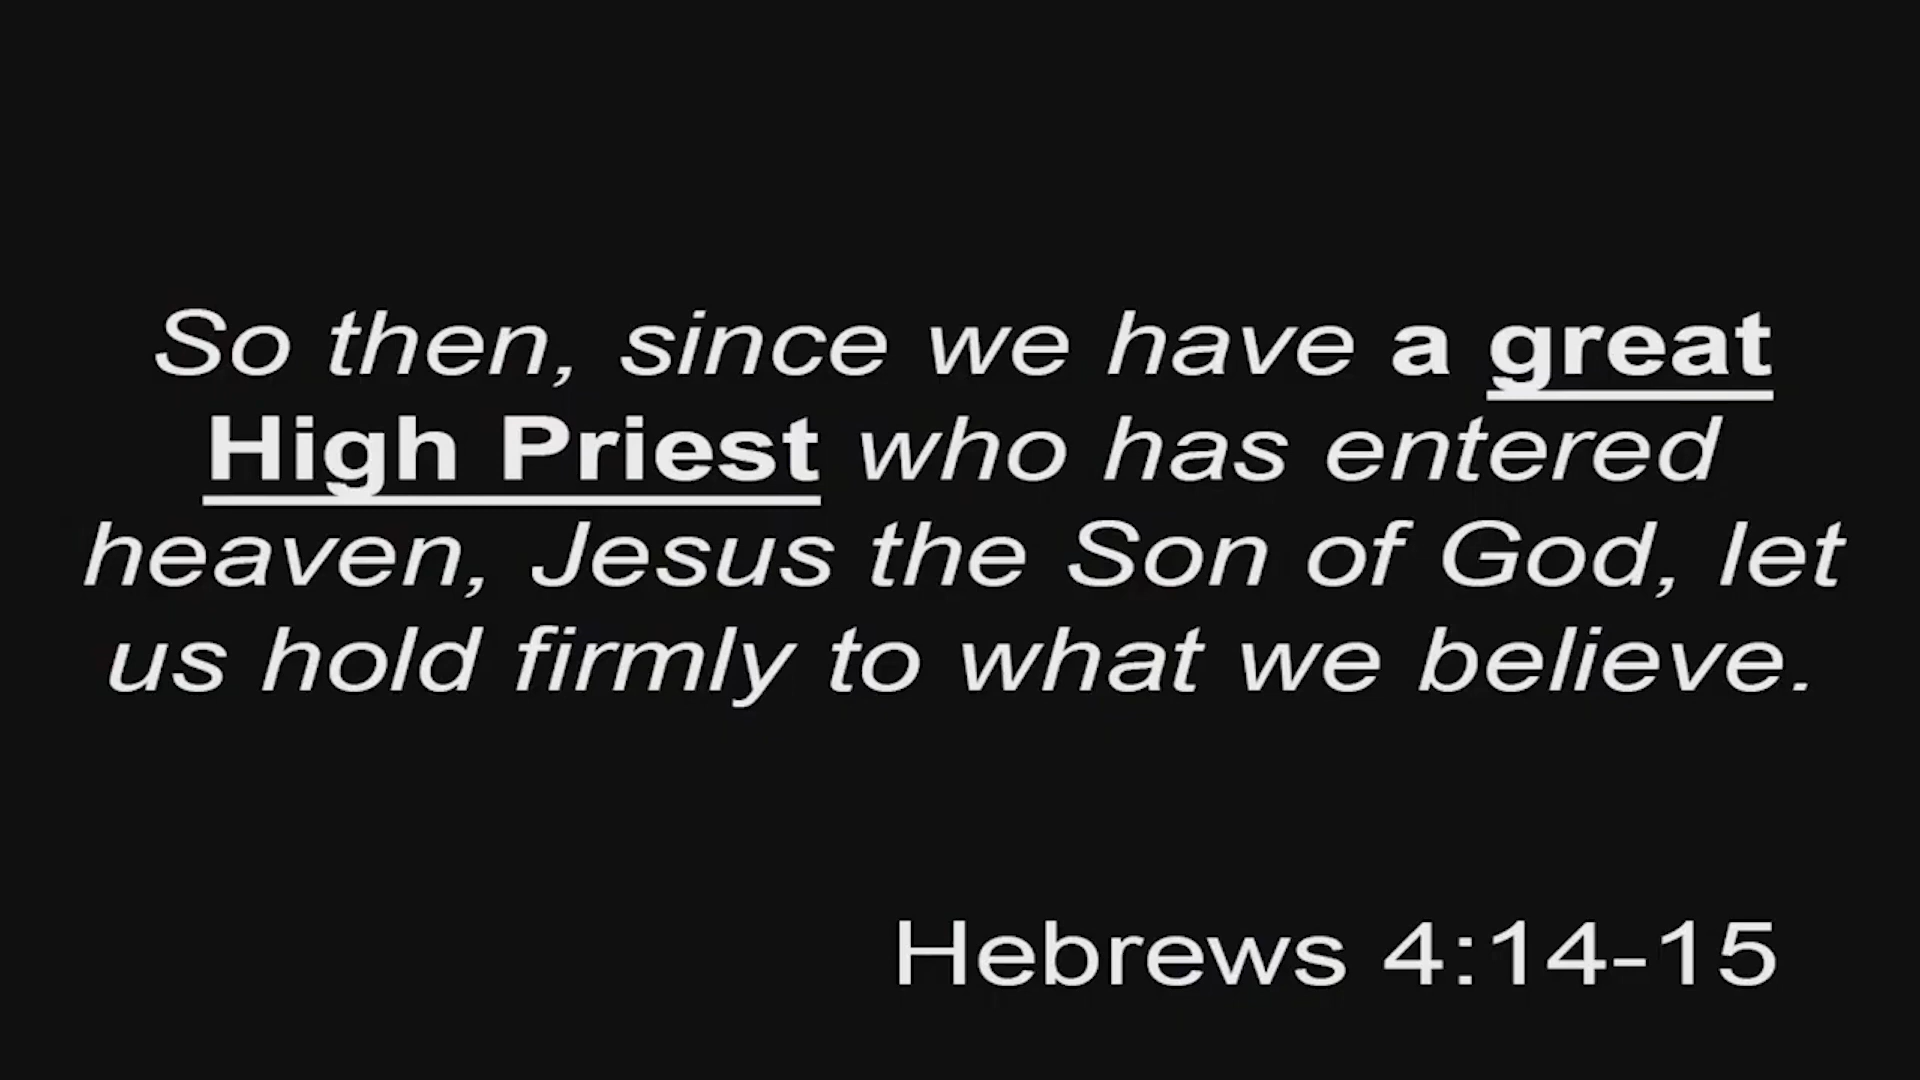 So then, since we have a great
High Priest who has entered
heaven, Jesus the Son of God, let
us hold firmly to what we believe.
Hebrews 4:14-15